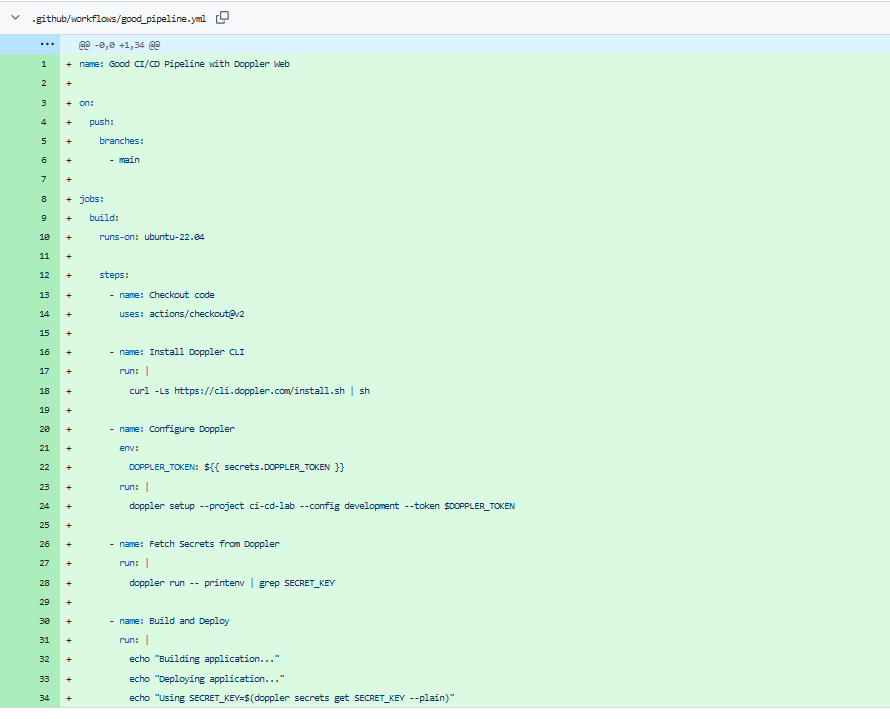 .github/workflows/good_pipeline.yml
... @@ -0,0 +1,34 @@
1 + name: Good CI/CD Pipeline with Doppler Web
2 +
3 + on:
4 +   push:
5 +     branches:
6 +       - main
7 +
8 + jobs:
9 +   build:
10 +     runs-on: ubuntu-22.04
11 +
12 +     steps:
13 +       - name: Checkout code
14 +         uses: actions/checkout@v2
15 +
16 +       - name: Install Doppler CLI
17 +         run: |
18 +           curl -Ls https://cli.doppler.com/install.sh | sh
19 +
20 +       - name: Configure Doppler
21 +         env:
22 +           DOPPLER_TOKEN: ${{ secrets.DOPPLER_TOKEN }}
23 +         run: |
24 +           doppler setup --project ci-cd-lab --config development --token $DOPPLER_TOKEN
25 +
26 +       - name: Fetch Secrets from Doppler
27 +         run: |
28 +           doppler run -- printenv | grep SECRET_KEY
29 +
30 +       - name: Build and Deploy
31 +         run: |
32 +           echo "Building application..."
33 +           echo "Deploying application..."
34 +           echo "Using SECRET_KEY=$(doppler secrets get SECRET_KEY --plain)"